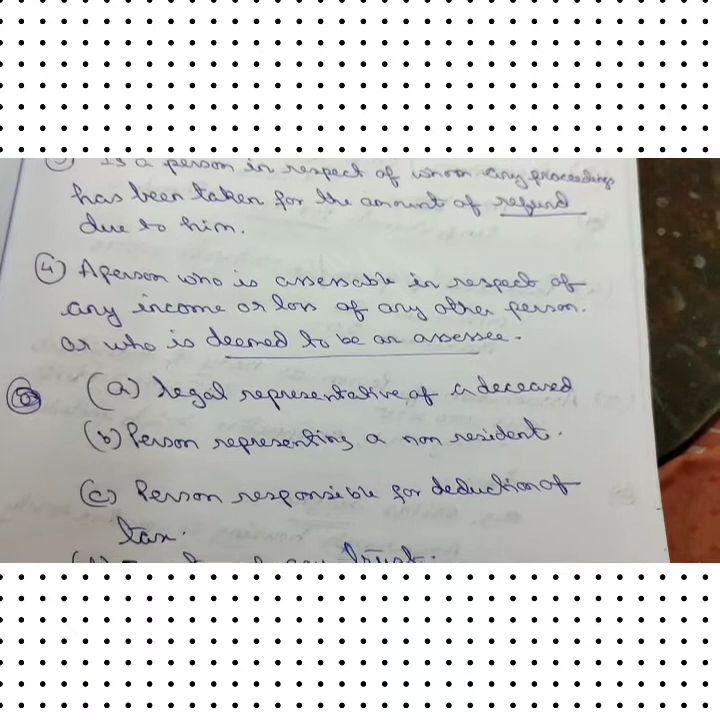 Is a person in respect of whom any proceedings
has been taken for the amount of refund
due to him.
(4) A person who is assessable in respect of
any income or loss of any other person.
or who is deemed to be an assessee.
(a) legal representative of a deceased
(b) Person representing a non resident.
(c) Person responsible for deduction of
tax.
any trust.